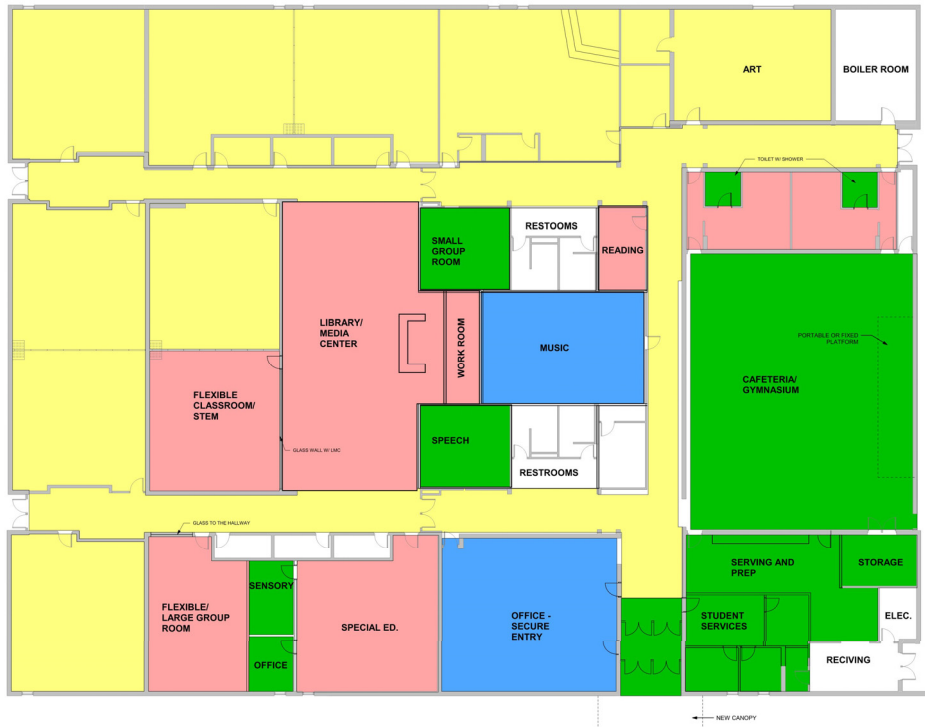 ART
BOILER ROOM
TOILET W/ SHOWER
SMALL
GROUP
ROOM
RESTOOMS
READING
LIBRARY/
MEDIA
CENTER
WORK ROOM
MUSIC
PORTABLE OR FIXED
PLATFORM
CAFETERIA/
GYMNASIUM
FLEXIBLE
CLASSROOM/
STEM
GLASS WALL W/ LMC
SPEECH
RESTROOMS
GLASS TO THE HALLWAY
SERVING AND
PREP
STORAGE
SENSORY
FLEXIBLE/
LARGE GROUP
ROOM
SPECIAL ED.
OFFICE -
SECURE
ENTRY
STUDENT
SERVICES
ELEC.
OFFICE
RECIVING
NEW CANOPY